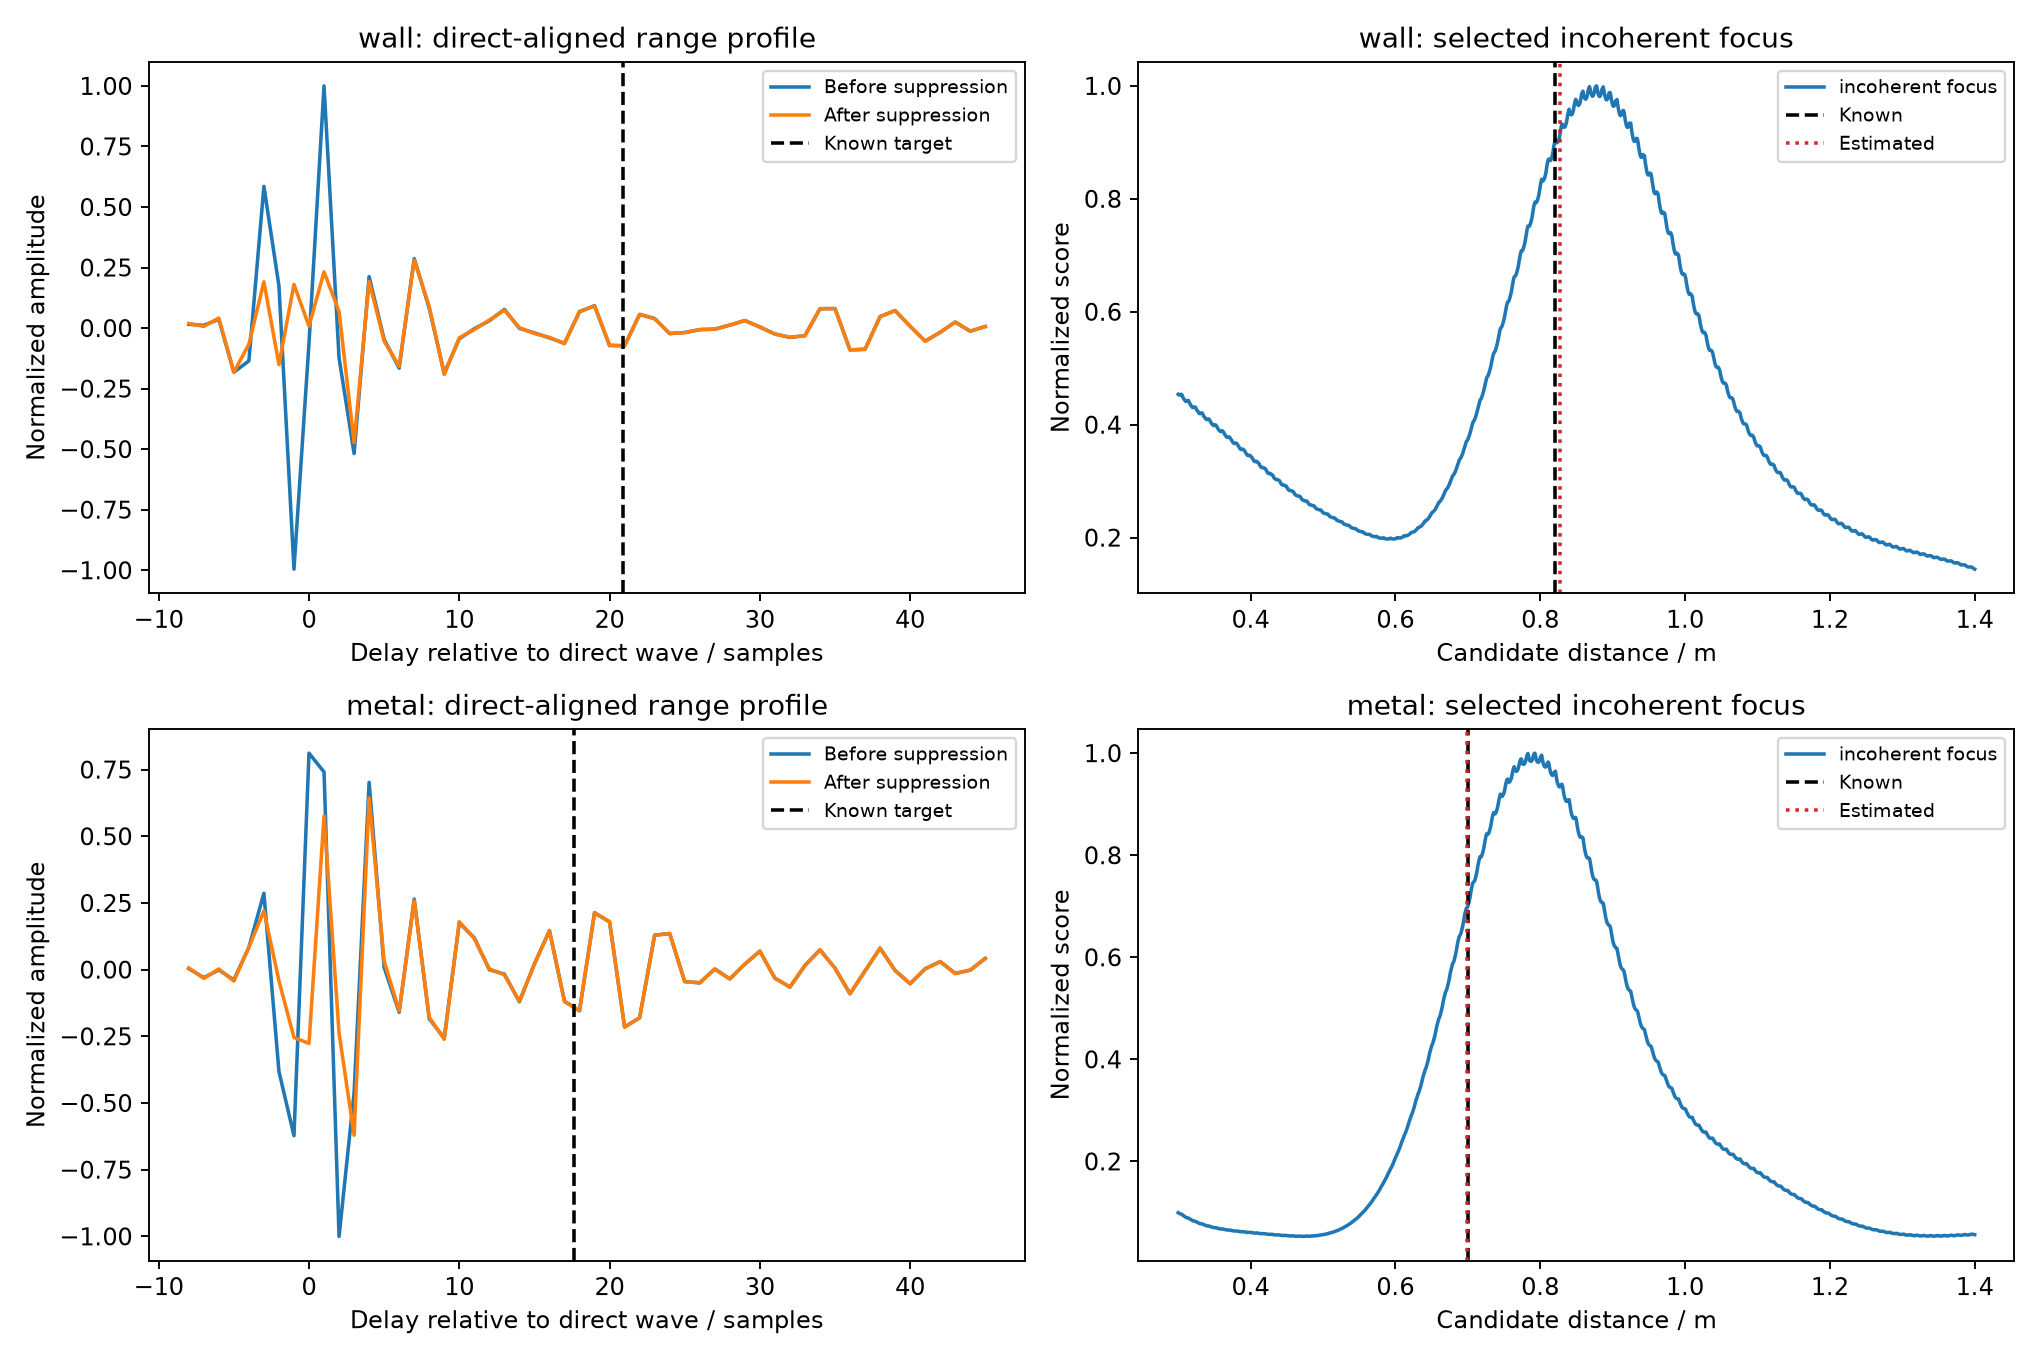 wall: direct-aligned range profile
Normalized amplitude
1.00
0.75
0.50
0.25
0.00
−0.25
−0.50
−0.75
−1.00
Before suppression
After suppression
Known target
−10
0
10
20
30
40
Delay relative to direct wave / samples
wall: selected incoherent focus
Normalized score
1.0
0.8
0.6
0.4
0.2
incoherent focus
Known
Estimated
0.4
0.6
0.8
1.0
1.2
1.4
Candidate distance / m
metal: direct-aligned range profile
Normalized amplitude
0.75
0.50
0.25
0.00
−0.25
−0.50
−0.75
−1.00
Before suppression
After suppression
Known target
−10
0
10
20
30
40
Delay relative to direct wave / samples
metal: selected incoherent focus
Normalized score
1.0
0.8
0.6
0.4
0.2
incoherent focus
Known
Estimated
0.4
0.6
0.8
1.0
1.2
1.4
Candidate distance / m